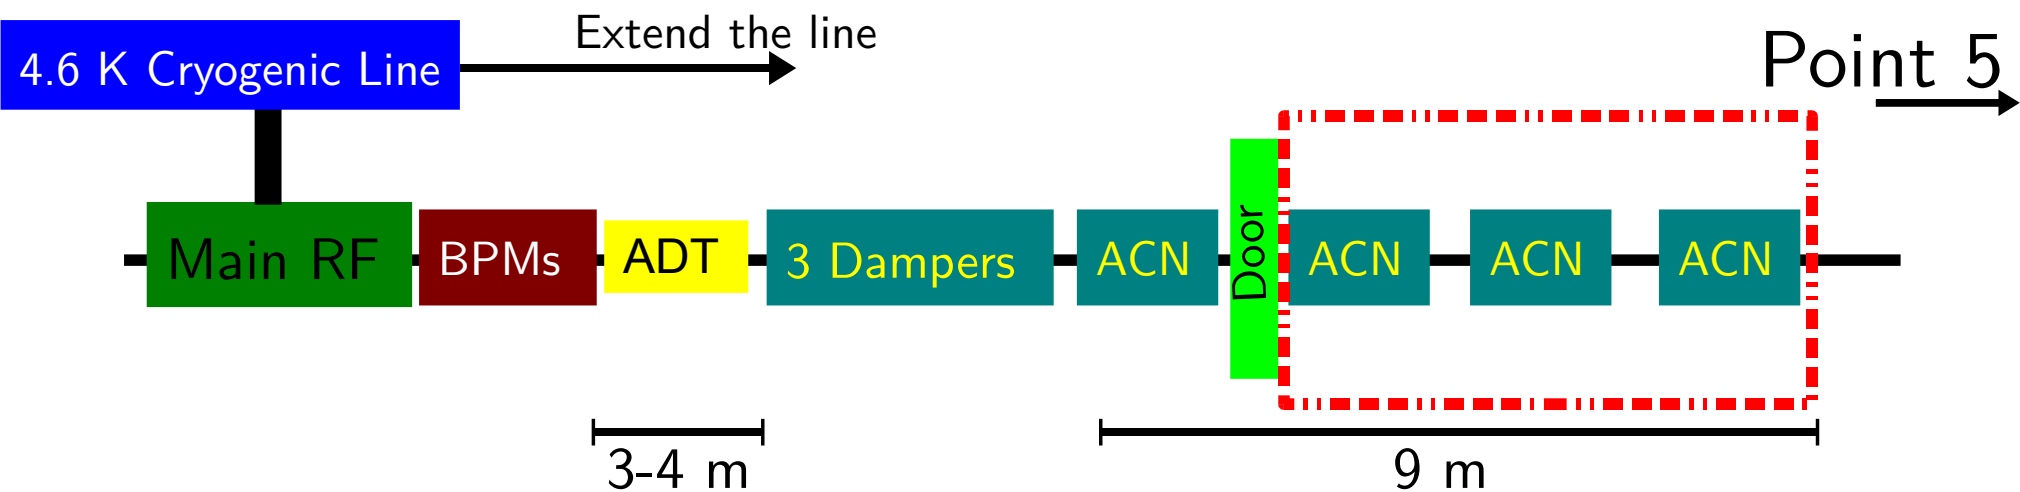 Extend the line
Point 5
4.6 K Cryogenic Line
Main RF
BPMs
ADT
3 Dampers
ACN
Door
ACN
ACN
ACN
3-4 m
9 m